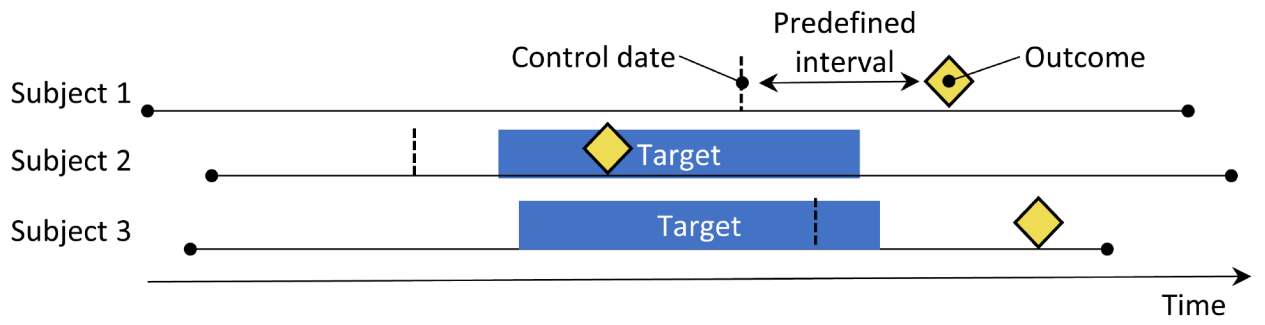 Predefined
interval
Control date
Outcome
Subject 1
Subject 2
Target
Subject 3
Target
Time